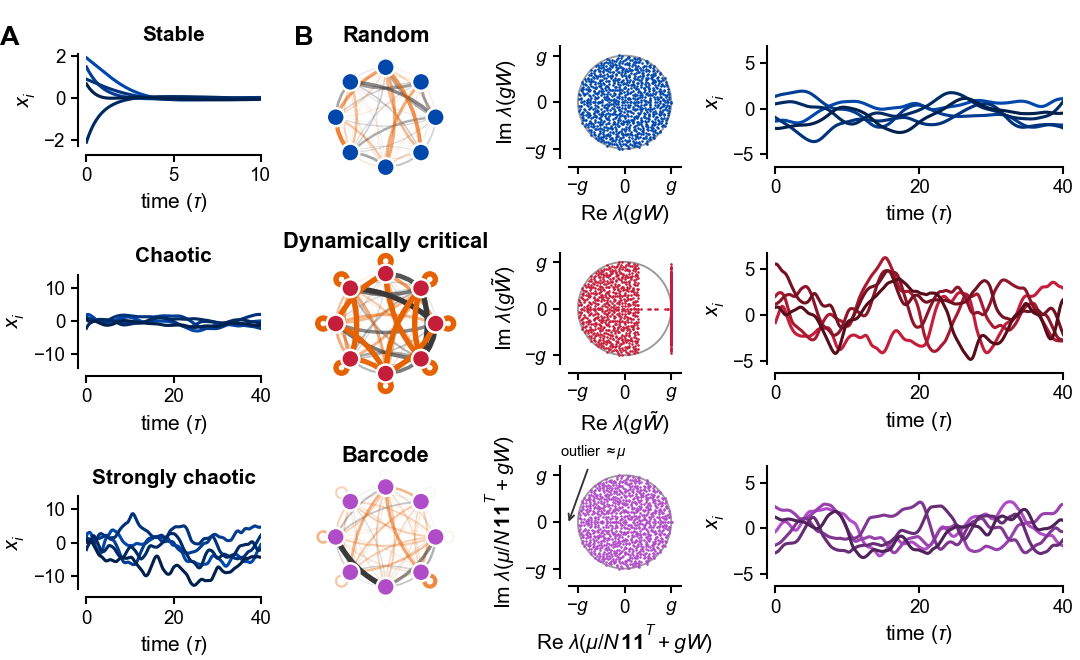 A
Stable
2
0
−2
x_i
0 5 10
time (τ)
Chaotic
10
0
−10
x_i
0 20 40
time (τ)
Strongly chaotic
10
0
−10
x_i
0 20 40
time (τ)
B
Random
Im λ(gW)
g
0
−g
−g 0 g
Re λ(gW)
x_i
5
0
−5
0 20 40
time (τ)
Dynamically critical
Im λ(gW̃)
g
0
−g
−g 0 g
Re λ(gW̃)
x_i
5
0
−5
0 20 40
time (τ)
Barcode
outlier ≈μ
Im λ(μ/N11^T + gW)
g
0
−g
−g 0 g
Re λ(μ/N11^T + gW)
x_i
5
0
−5
0 20 40
time (τ)